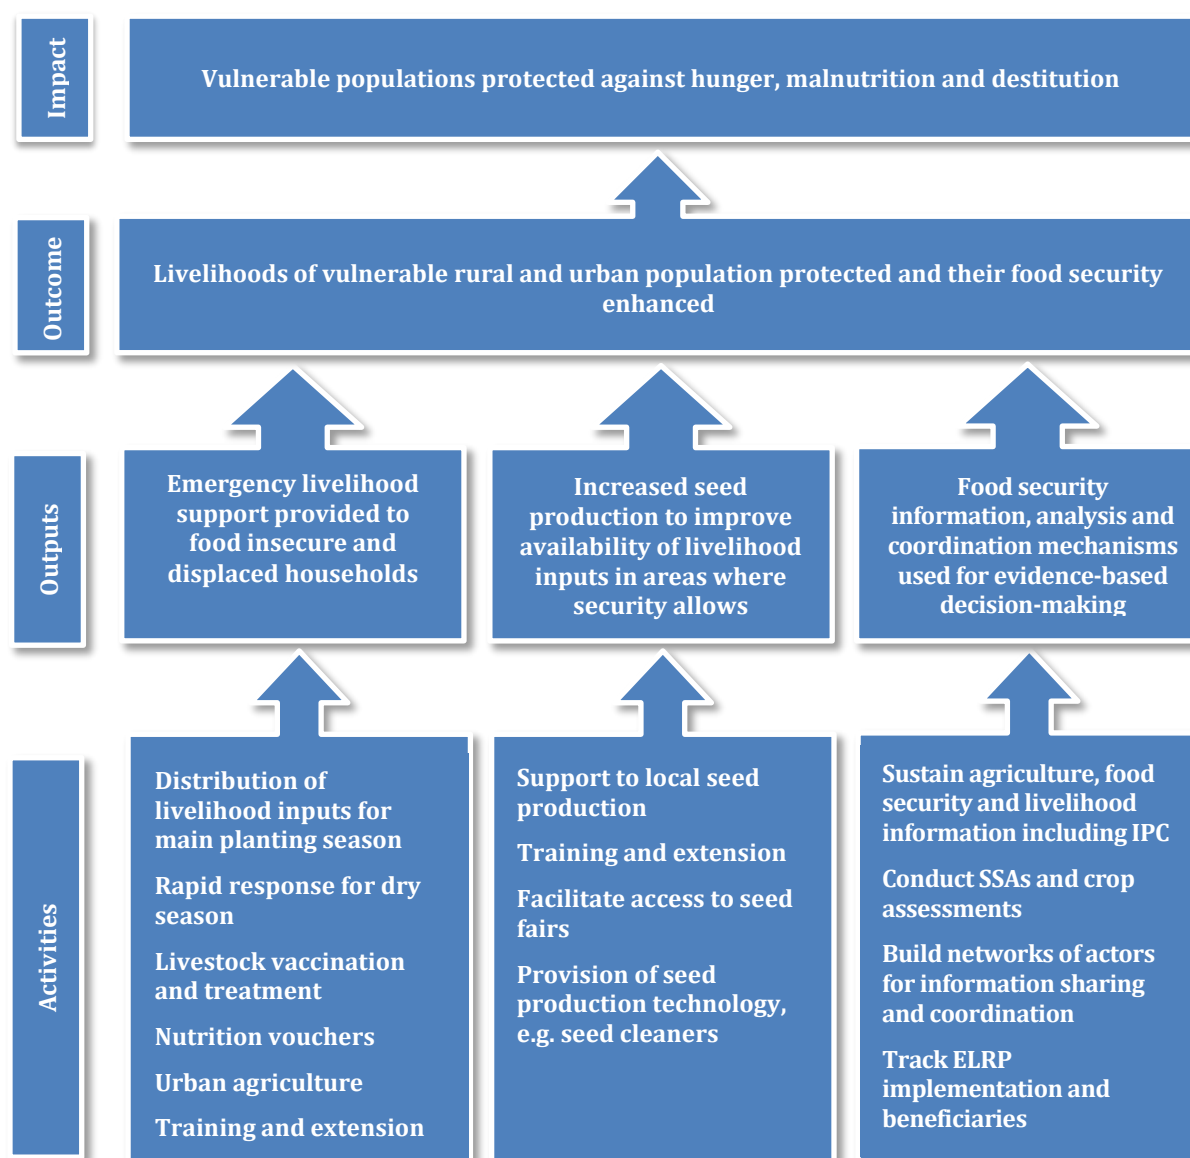 Impact
Vulnerable populations protected against hunger, malnutrition and destitution
Outcome
Livelihoods of vulnerable rural and urban population protected and their food security
enhanced
Outputs
Emergency livelihood
support provided to
food insecure and
displaced households
Increased seed
production to improve
availability of livelihood
inputs in areas where
security allows
Food security
information, analysis and
coordination mechanisms
used for evidence-based
decision-making
Activities
Distribution of
livelihood inputs for
main planting season
Rapid response for dry
season
Livestock vaccination
and treatment
Nutrition vouchers
Urban agriculture
Training and extension
Support to local seed
production
Training and extension
Facilitate access to seed
fairs
Provision of seed
production technology,
e.g. seed cleaners
Sustain agriculture, food
security and livelihood
information including IPC
Conduct SSAs and crop
assessments
Build networks of actors
for information sharing
and coordination
Track ELRP
implementation and
beneficiaries